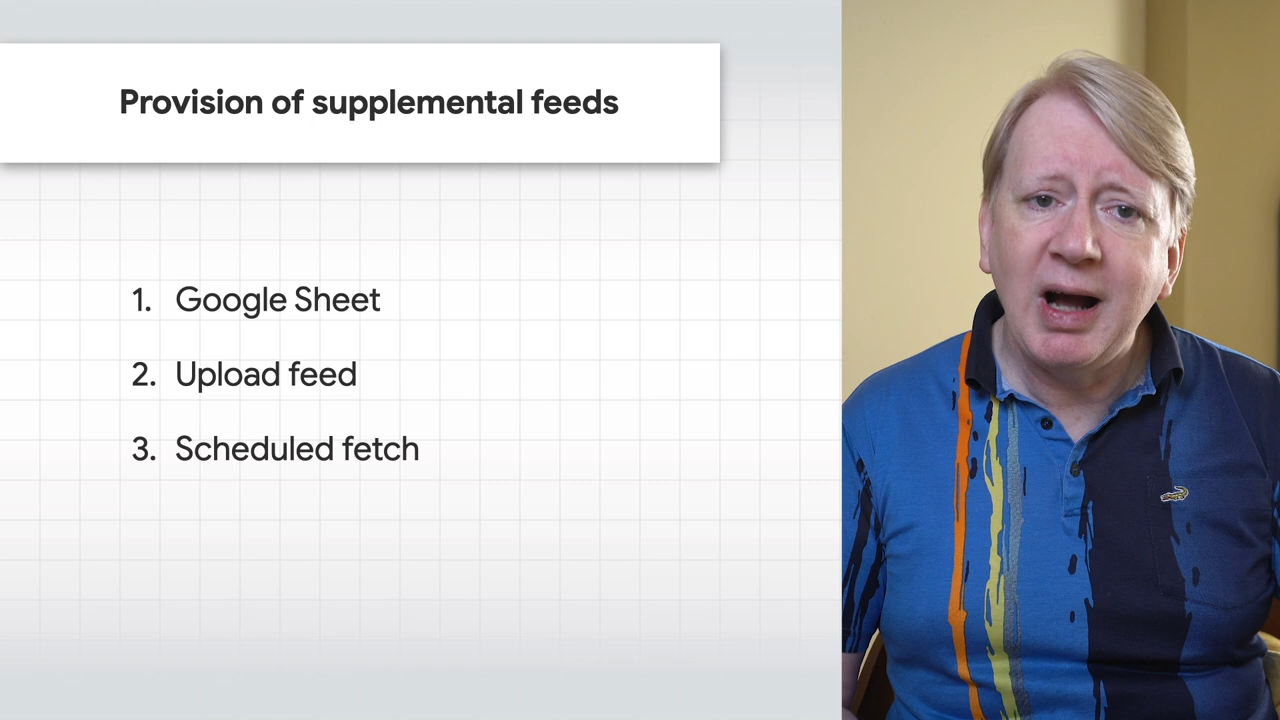 Provision of supplemental feeds
1. Google Sheet
2. Upload feed
3. Scheduled fetch